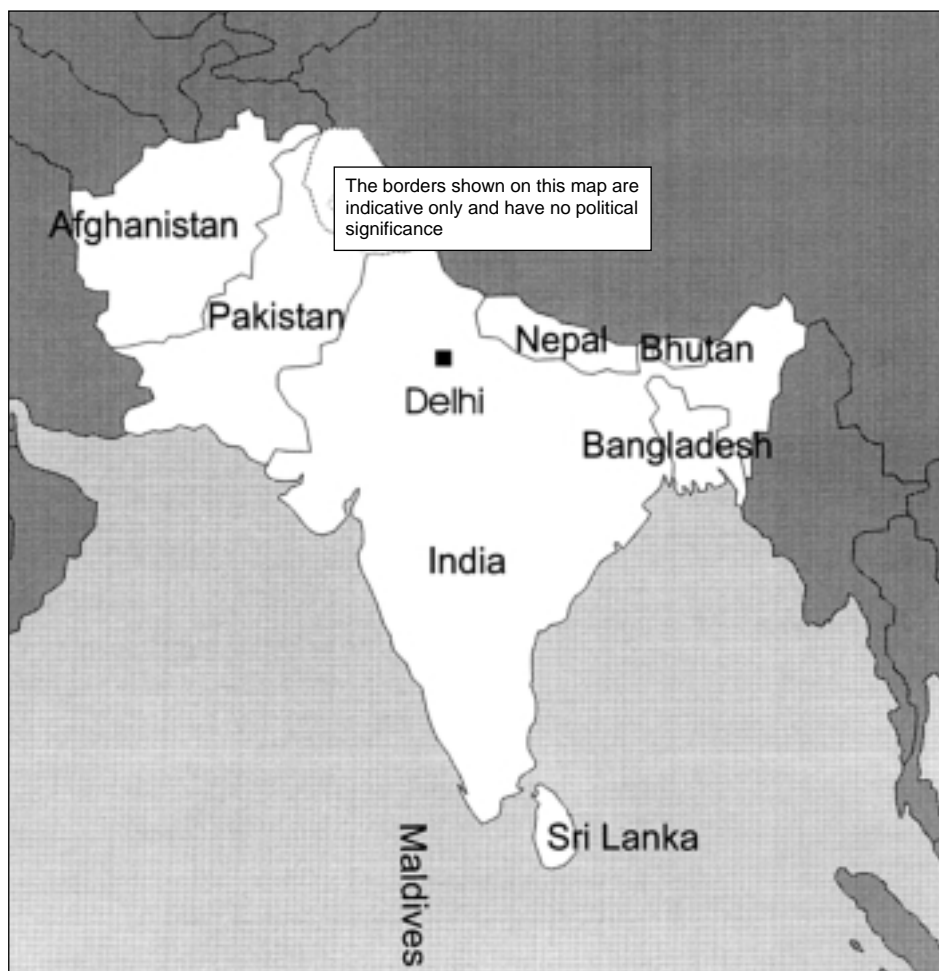 The borders shown on this map are
indicative only and have no political
significance
Afghanistan
Pakistan
Nepal
Bhutan
Delhi
Bangladesh
India
Sri Lanka
Maldives